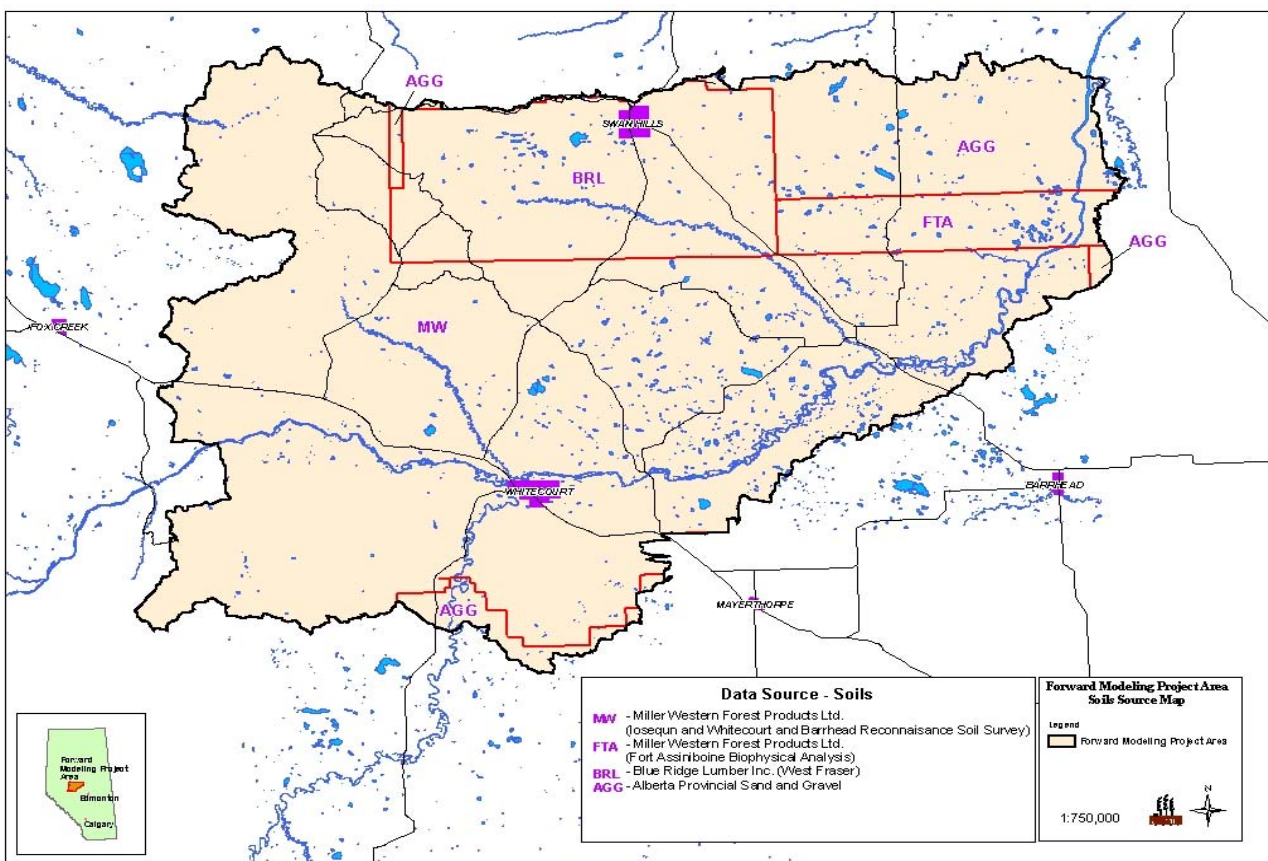 AGG
SWAN HILLS
AGG
BRL
FTA
AGG
FOX CREEK
MW
WHITECOURT
BARRHEAD
MAYERTHORPE
AGG
Data Source - Soils
MW - Miller Western Forest Products Ltd.
(Iosequn and Whitecourt and Barrhead Reconnaisance Soil Survey)
FTA - Miller Western Forest Products Ltd.
(Fort Assiniboine Biophysical Analysis)
BRL - Blue Ridge Lumber Inc. (West Fraser)
AGG - Alberta Provincial Sand and Gravel
Forward Modeling Project Area
Soils Source Map
Legend
Forward Modeling Project Area
1:750,000
N
Forward
Modeling Project
Area
Edmonton
Calgary